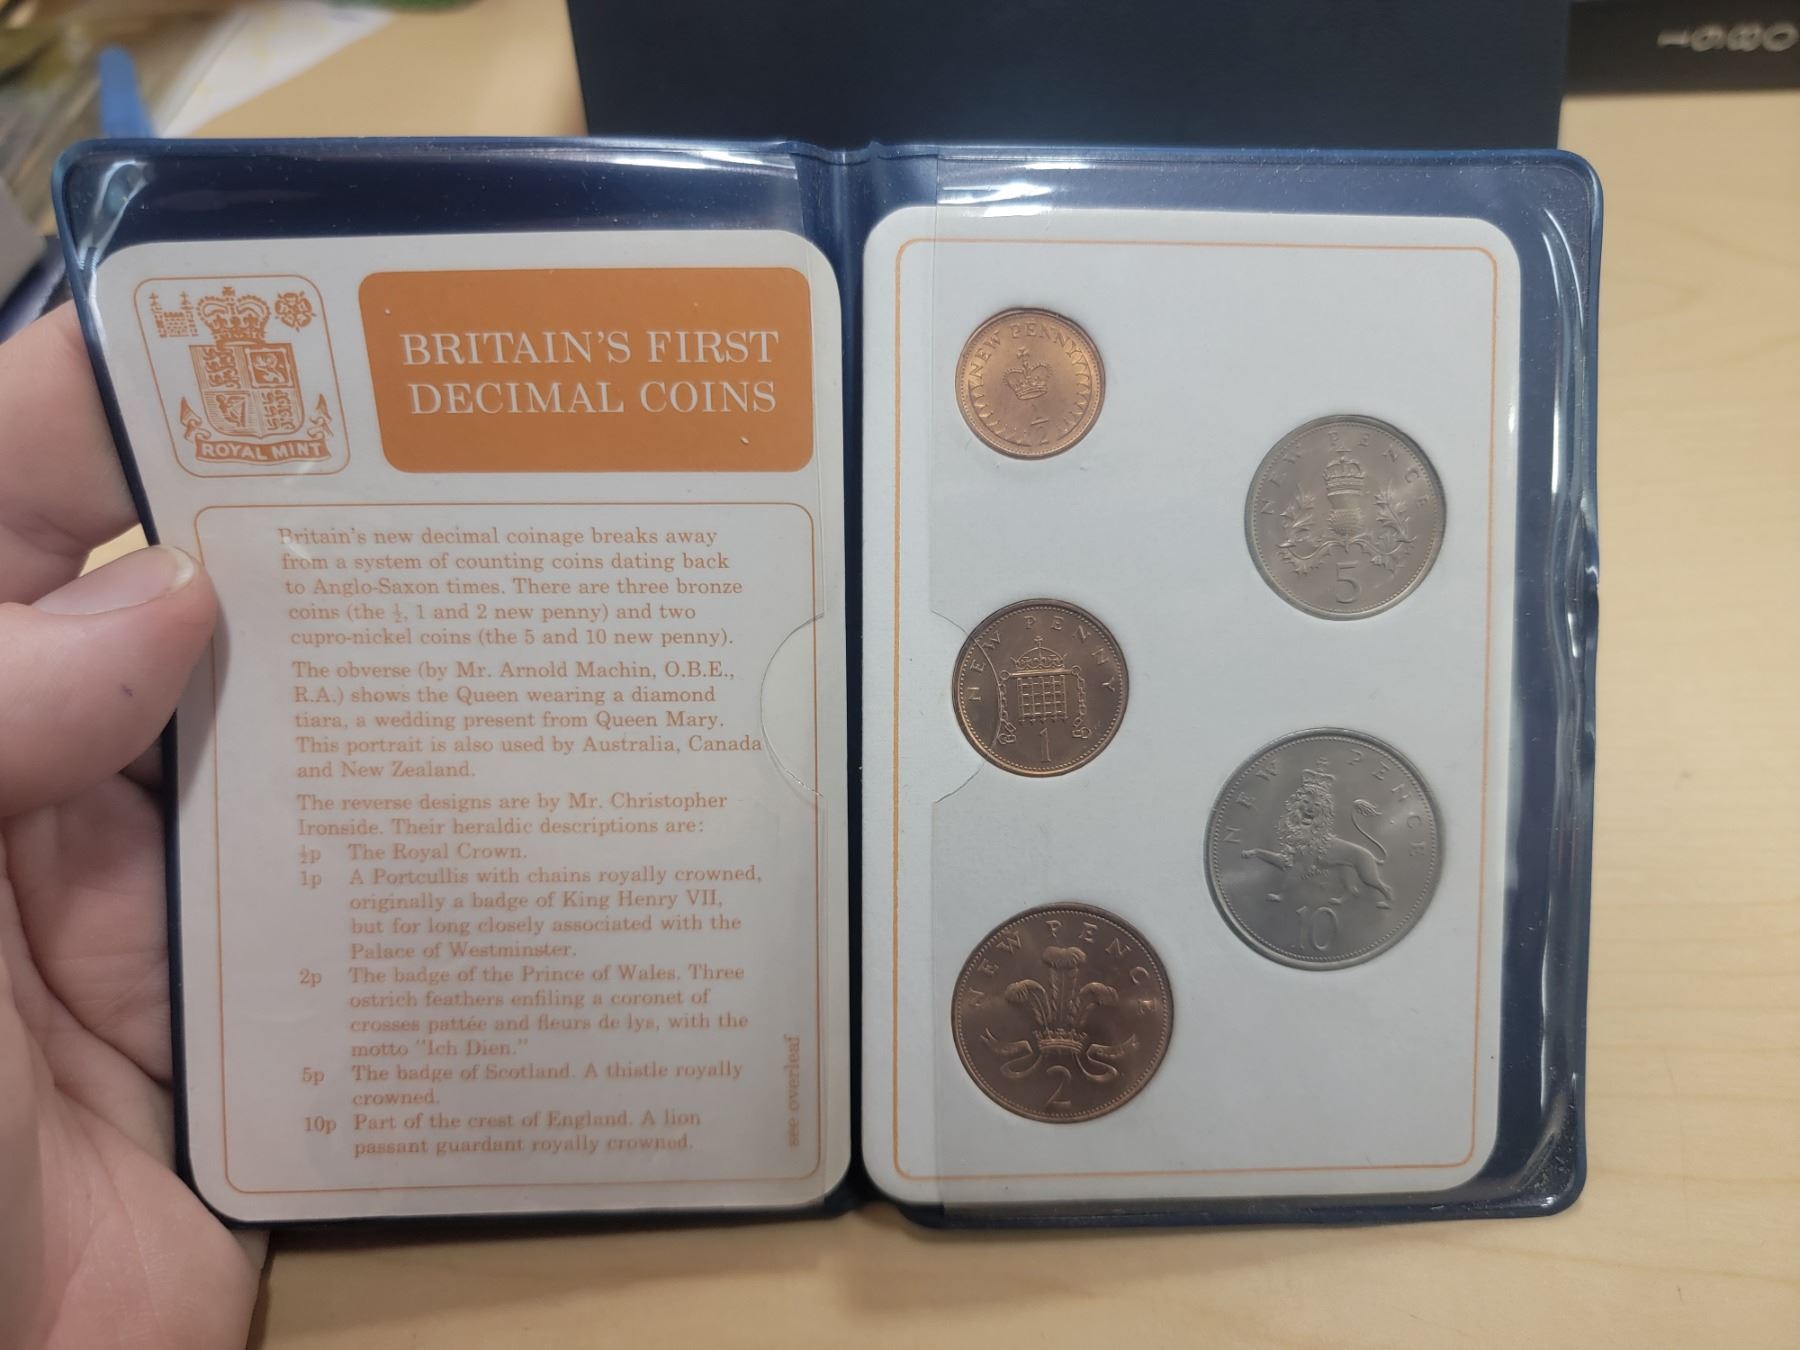 1980
ROYAL MINT
BRITAIN'S FIRST
DECIMAL COINS
Britain's new decimal coinage breaks away
from a system of counting coins dating back
to Anglo-Saxon times. There are three bronze
coins (the ½, 1 and 2 new penny) and two
cupro-nickel coins (the 5 and 10 new penny).
The obverse (by Mr. Arnold Machin, O.B.E.,
R.A.) shows the Queen wearing a diamond
tiara, a wedding present from Queen Mary.
This portrait is also used by Australia, Canada
and New Zealand.
The reverse designs are by Mr. Christopher
Ironside. Their heraldic descriptions are:
½p The Royal Crown.
1p A Portcullis with chains royally crowned,
originally a badge of King Henry VII,
but for long closely associated with the
Palace of Westminster.
2p The badge of the Prince of Wales. Three
ostrich feathers enfiling a coronet of
crosses pattée and fleurs de lys, with the
motto "Ich Dien."
5p The badge of Scotland. A thistle royally
crowned.
10p Part of the crest of England. A lion
passant guardant royally crowned.
see overleaf
NEW PENNY
½
NEW PENCE
5
NEW PENNY
1
NEW PENCE
10
NEW PENCE
2